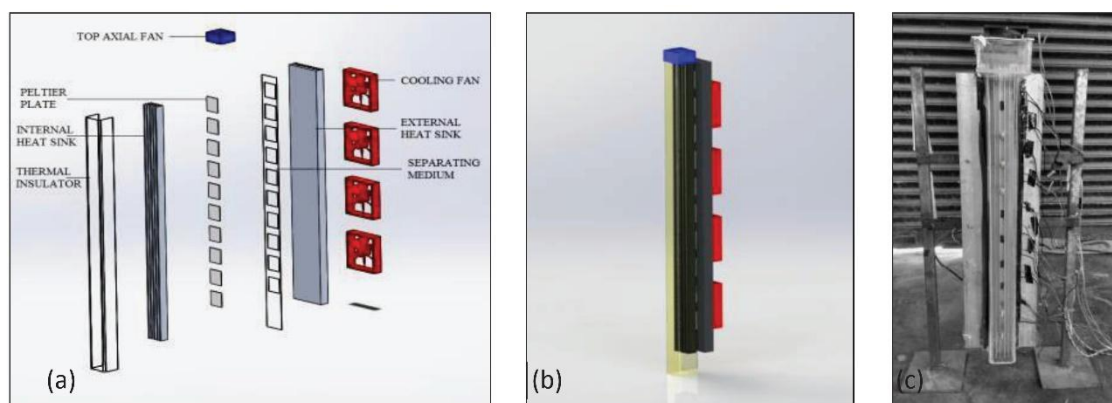 TOP AXIAL FAN
PELTIER
PLATE
INTERNAL
HEAT SINK
THERMAL
INSULATOR
COOLING FAN
EXTERNAL
HEAT SINK
SEPARATING
MEDIUM
(a)
(b)
(c)